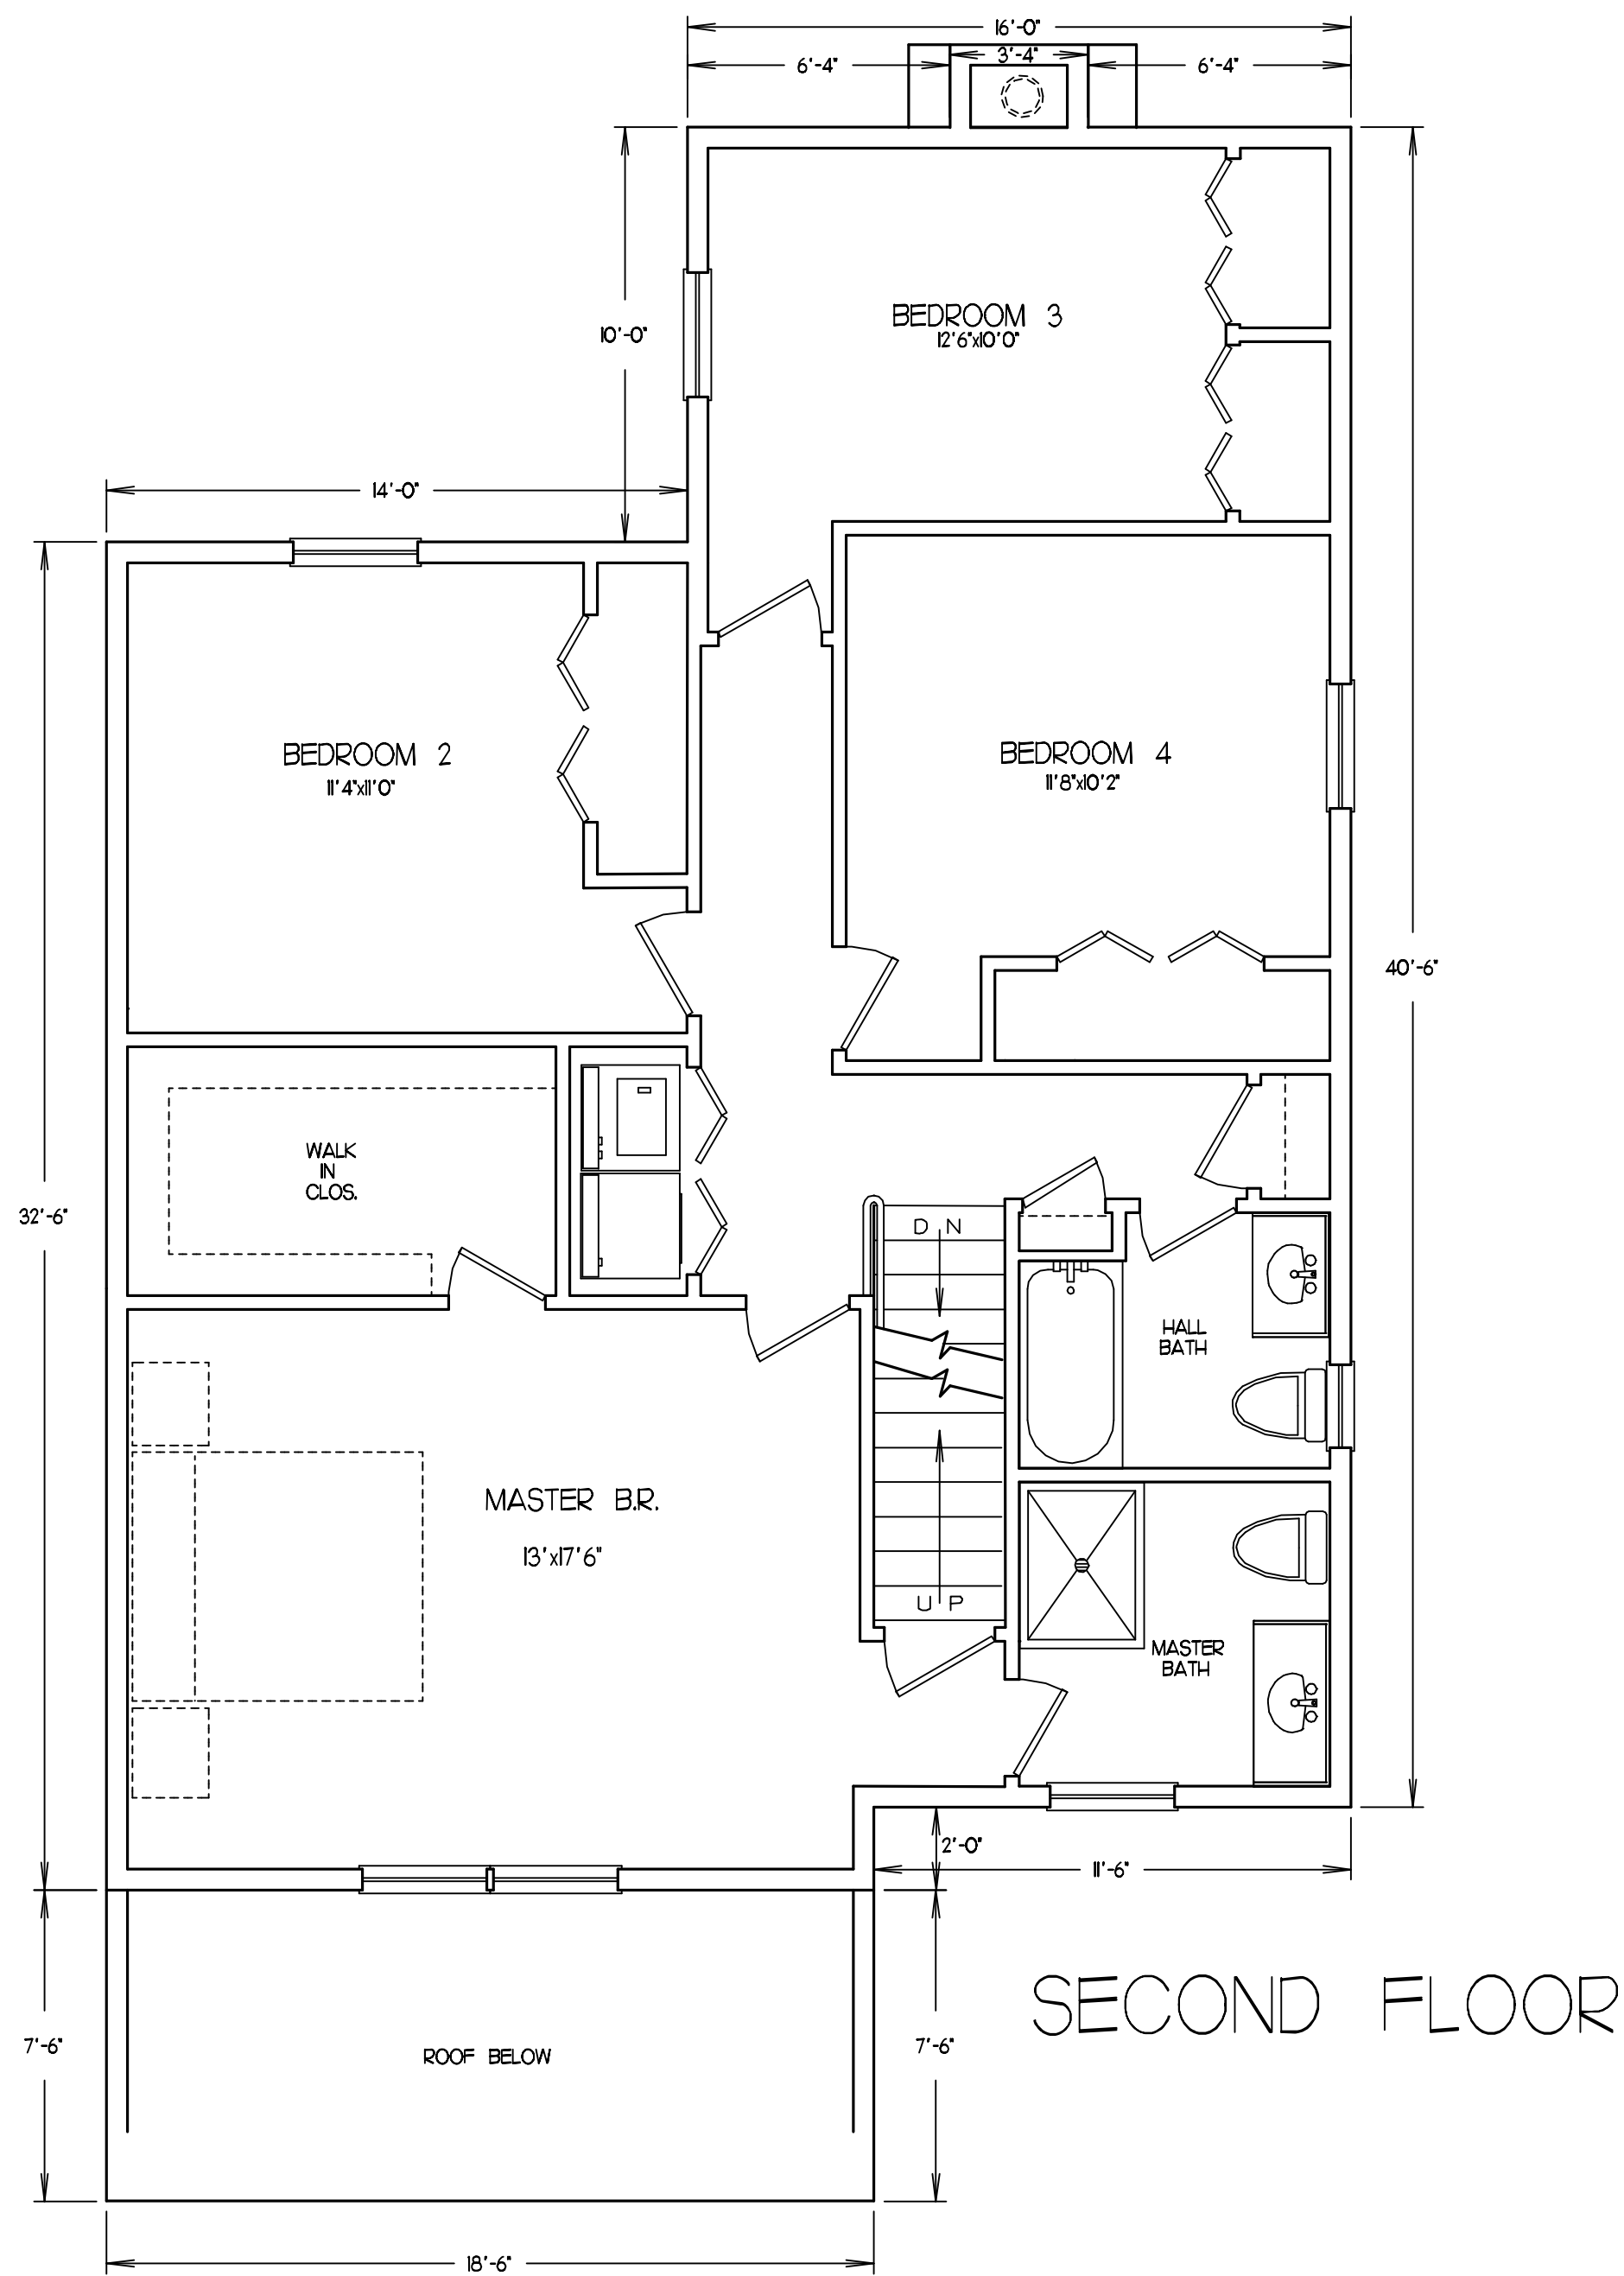 16'-0"
6'-4" 3'-4" 6'-4"
10'-0"
BEDROOM 3
12'6"x10'0"
14'-0"
BEDROOM 2
11'4"x11'0"
BEDROOM 4
11'8"x10'2"
40'-6"
WALK
IN
CLOS.
32'-6"
DN
HALL
BATH
MASTER B.R.
13'x17'6"
UP
MASTER
BATH
2'-0"
11'-6"
SECOND FLOOR
7'-6"
ROOF BELOW
7'-6"
18'-6"